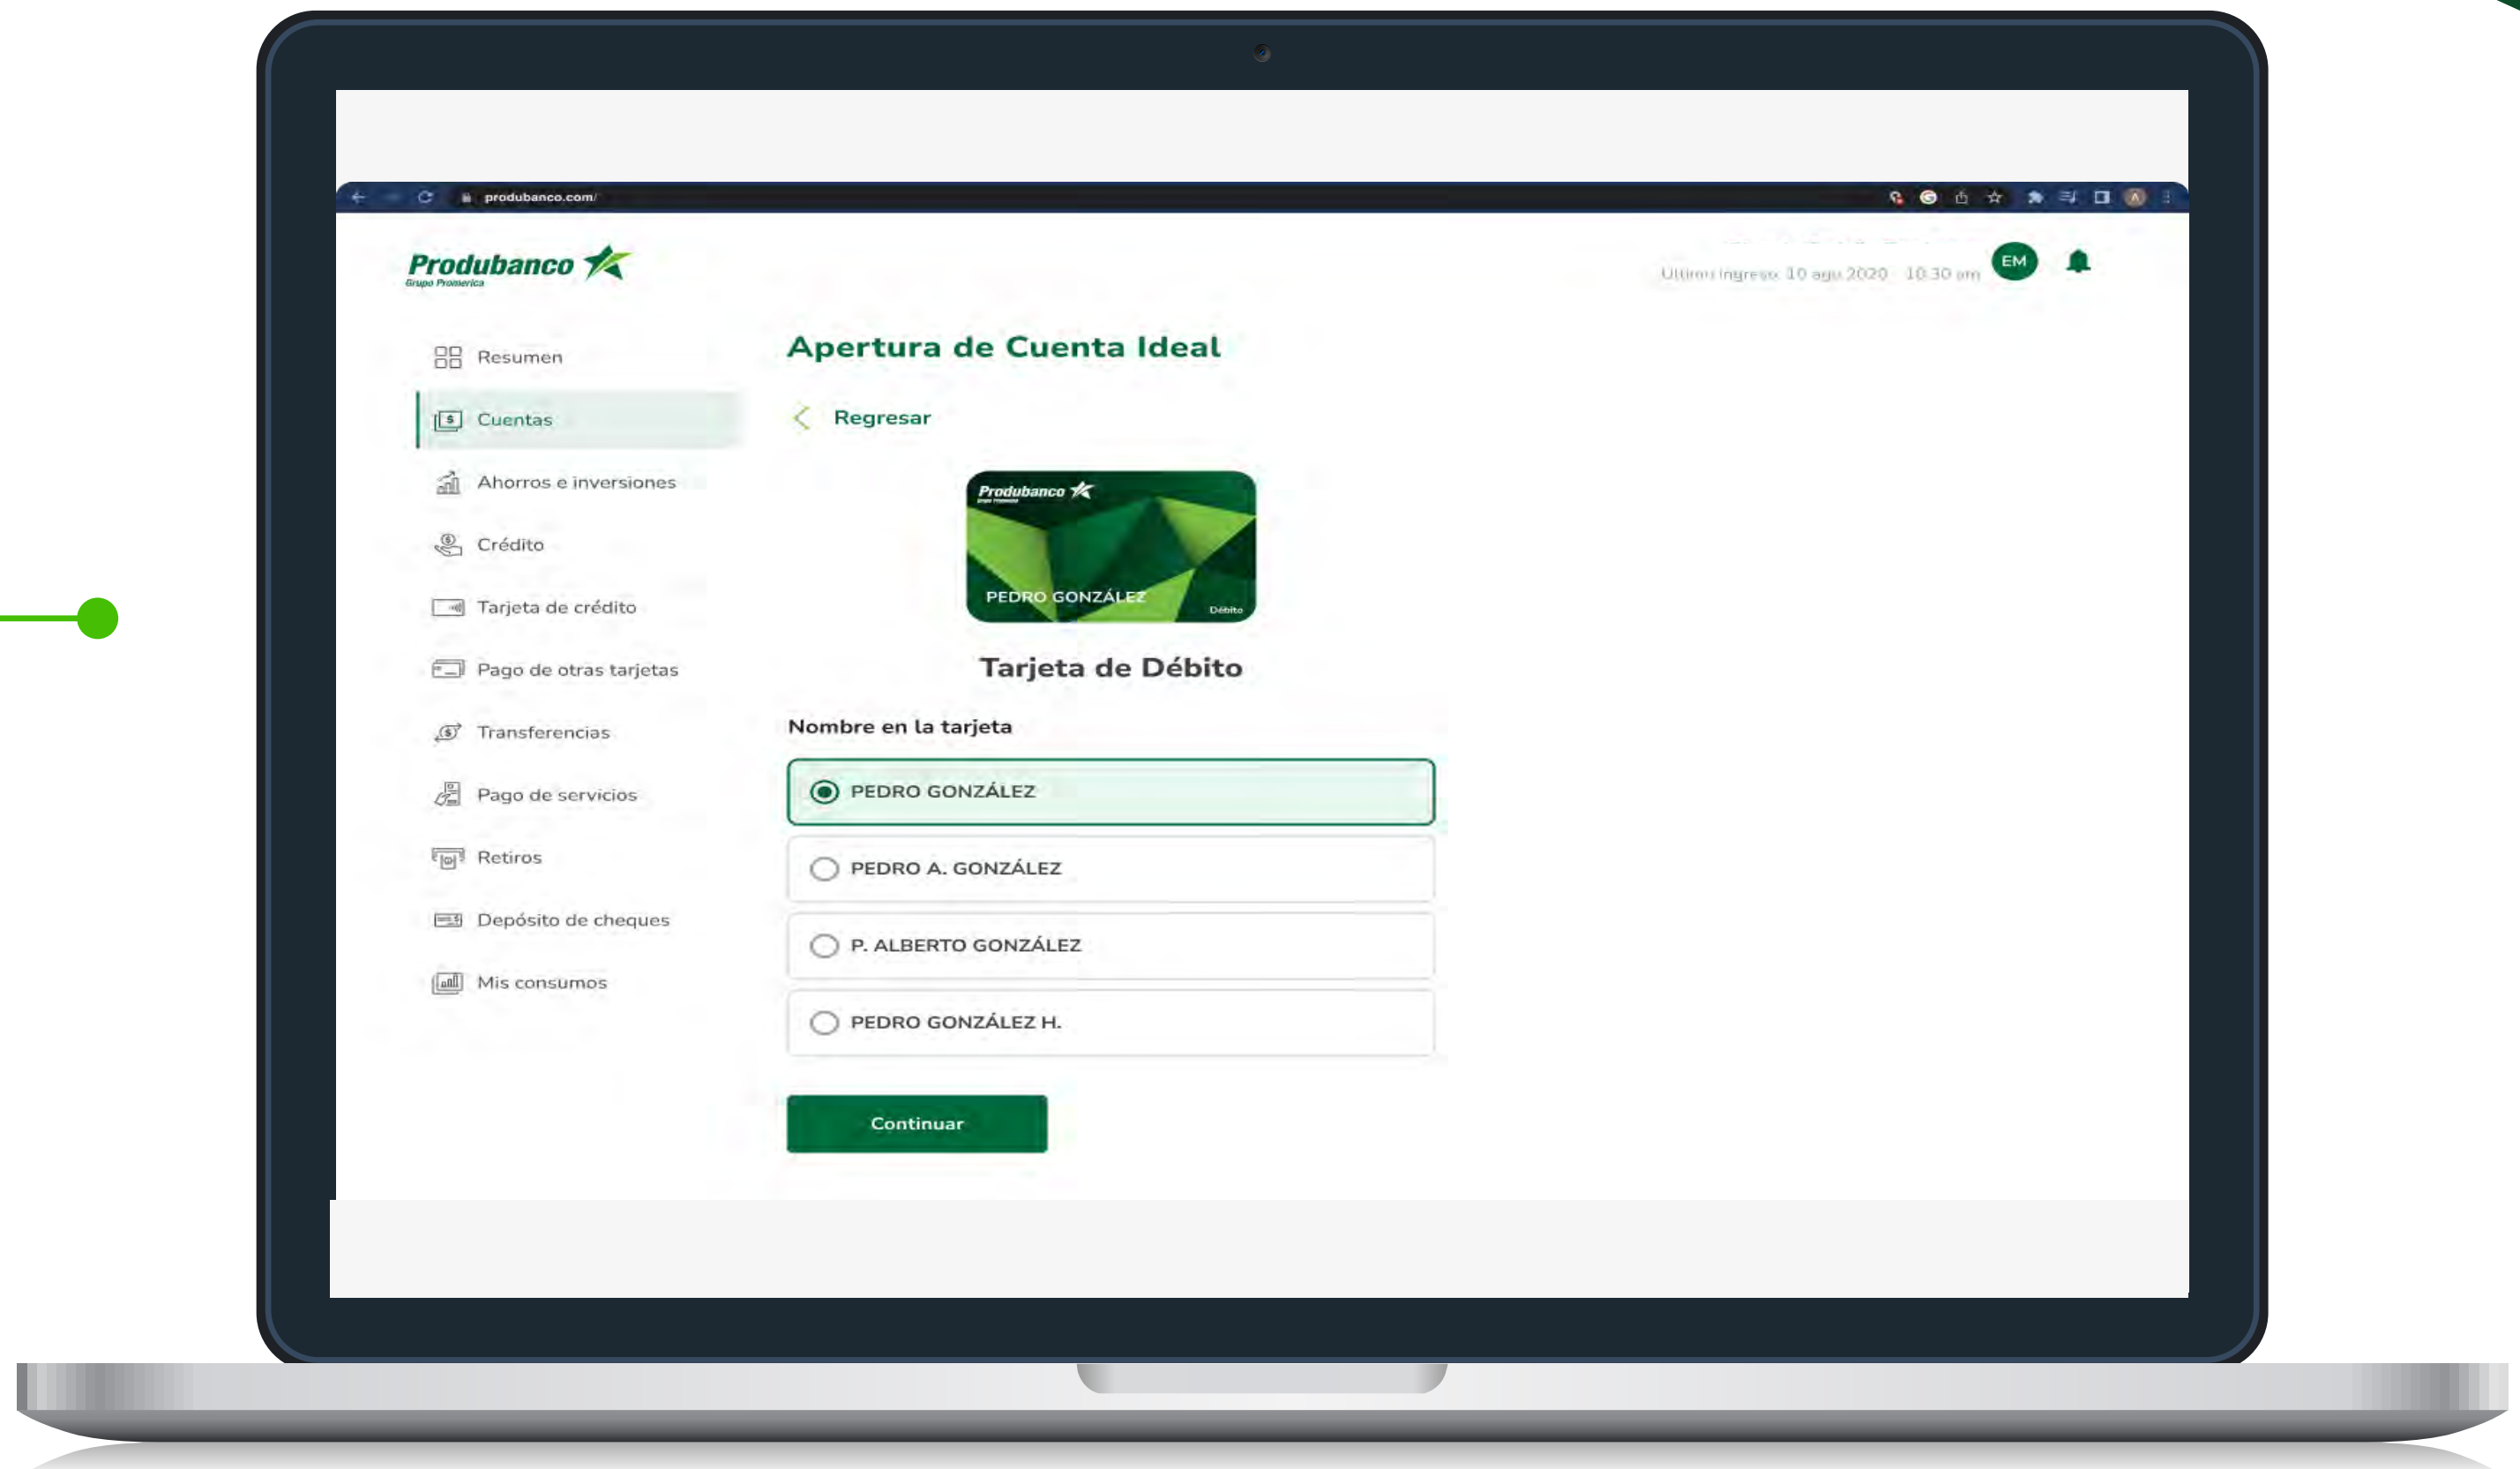 produbanco.com/
Produbanco
Grupo Promerica
Ultimo ingreso: 10 ago 2020 10:30 am
EM
Resumen
Cuentas
Ahorros e inversiones
Crédito
Tarjeta de crédito
Pago de otras tarjetas
Transferencias
Pago de servicios
Retiros
Depósito de cheques
Mis consumos
Apertura de Cuenta Ideal
Regresar
Produbanco
Grupo Promerica
PEDRO GONZÁLEZ
Débito
Tarjeta de Débito
Nombre en la tarjeta
PEDRO GONZÁLEZ
PEDRO A. GONZÁLEZ
P. ALBERTO GONZÁLEZ
PEDRO GONZÁLEZ H.
Continuar